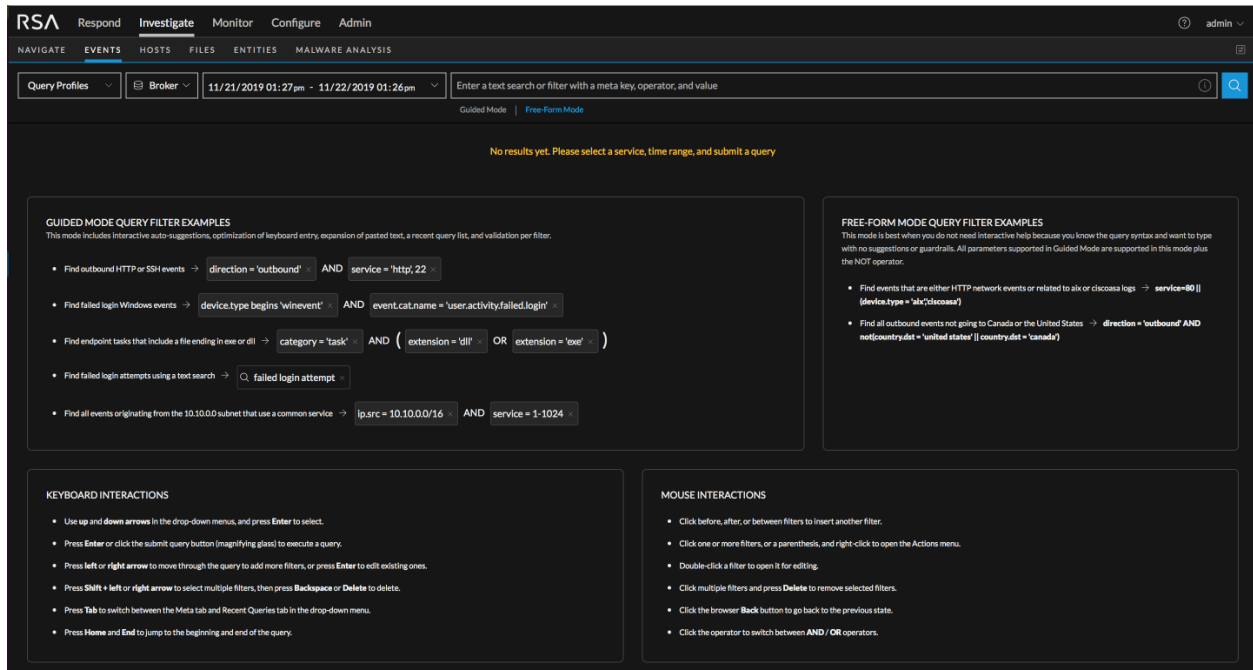 RSA Respond Investigate Monitor Configure Admin admin
NAVIGATE EVENTS HOSTS FILES ENTITIES MALWARE ANALYSIS
Query Profiles Broker 11/21/2019 01:27pm - 11/22/2019 01:26pm Enter a text search or filter with a meta key, operator, and value
Guided Mode | Free-Form Mode
No results yet. Please select a service, time range, and submit a query
GUIDED MODE QUERY FILTER EXAMPLES
This mode includes interactive auto-suggestions, optimization of keyboard entry, expansion of pasted text, a recent query list, and validation per filter.
• Find outbound HTTP or SSH events → direction = 'outbound' × AND service = 'http', 22 ×
• Find failed login Windows events → device.type begins 'winevent' × AND event.cat.name = 'user.activity.failed.login' ×
• Find endpoint tasks that include a file ending in exe or dll → category = 'task' × AND ( extension = 'dll' × OR extension = 'exe' × )
• Find failed login attempts using a text search → failed login attempt ×
• Find all events originating from the 10.10.0.0 subnet that use a common service → ip.src = 10.10.0.0/16 × AND service = 1-1024 ×
FREE-FORM MODE QUERY FILTER EXAMPLES
This mode is best when you do not need interactive help because you know the query syntax and want to type
with no suggestions or guardrails. All parameters supported in Guided Mode are supported in this mode plus
the NOT operator.
• Find events that are either HTTP network events or related to aix or ciscoasa logs → service=80 ||
(device.type = 'aix','ciscoasa')
• Find all outbound events not going to Canada or the United States → direction = 'outbound' AND
not(country.dst = 'united states' || country.dst = 'canada')
KEYBOARD INTERACTIONS
• Use up and down arrows in the drop-down menus, and press Enter to select.
• Press Enter or click the submit query button (magnifying glass) to execute a query.
• Press left or right arrow to move through the query to add more filters, or press Enter to edit existing ones.
• Press Shift + left or right arrow to select multiple filters, then press Backspace or Delete to delete.
• Press Tab to switch between the Meta tab and Recent Queries tab in the drop-down menu.
• Press Home and End to jump to the beginning and end of the query.
MOUSE INTERACTIONS
• Click before, after, or between filters to insert another filter.
• Click one or more filters, or a parenthesis, and right-click to open the Actions menu.
• Double-click a filter to open it for editing.
• Click multiple filters and press Delete to remove selected filters.
• Click the browser Back button to go back to the previous state.
• Click the operator to switch between AND / OR operators.